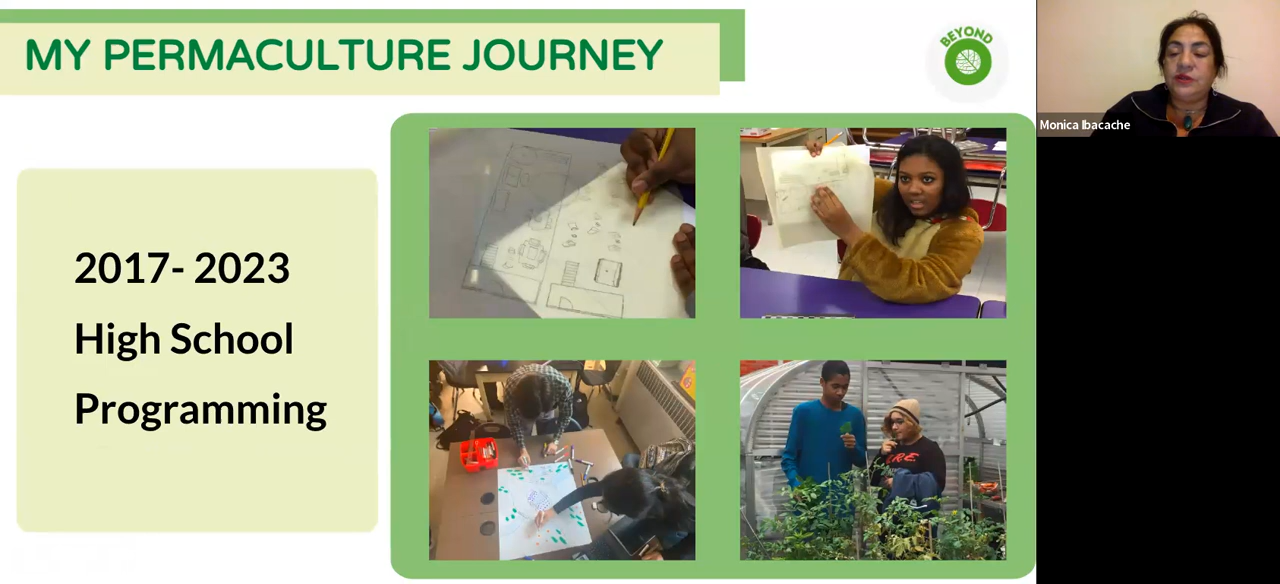 MY PERMACULTURE JOURNEY
BEYOND
Monica Ibacache
2017- 2023
High School
Programming